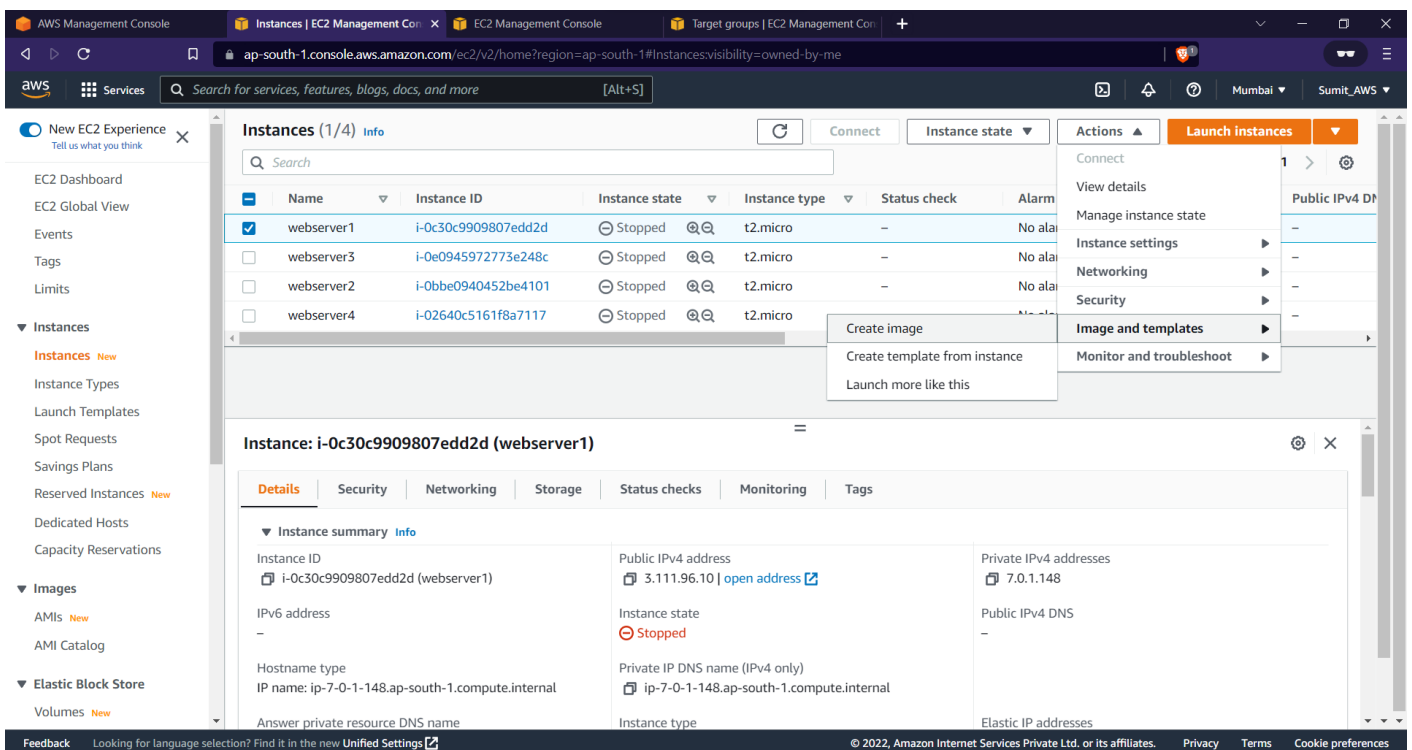 AWS Management Console
Instances | EC2 Management Con
EC2 Management Console
Target groups | EC2 Management Con
ap-south-1.console.aws.amazon.com/ec2/v2/home?region=ap-south-1#Instances:visibility=owned-by-me
1
aws
Services
Search for services, features, blogs, docs, and more
[Alt+S]
Mumbai
Sumit_AWS
New EC2 Experience
Tell us what you think
EC2 Dashboard
EC2 Global View
Events
Tags
Limits
Instances
Instances New
Instance Types
Launch Templates
Spot Requests
Savings Plans
Reserved Instances New
Dedicated Hosts
Capacity Reservations
Images
AMIs New
AMI Catalog
Elastic Block Store
Volumes New
Instances (1/4) Info
Connect
Instance state
Actions
Launch instances
Search
1
Name Instance ID Instance state Instance type Status check Alarm Public IPv4 DN
webserver1 i-0c30c9909807edd2d Stopped t2.micro – No ala –
webserver3 i-0e0945972773e248c Stopped t2.micro – No ala –
webserver2 i-0bbe0940452be4101 Stopped t2.micro – No ala –
webserver4 i-02640c5161f8a7117 Stopped t2.micro –
Connect
View details
Manage instance state
Instance settings
Networking
Security
Image and templates
Monitor and troubleshoot
Create image
Create template from instance
Launch more like this
Instance: i-0c30c9909807edd2d (webserver1)
Details Security Networking Storage Status checks Monitoring Tags
Instance summary Info
Instance ID
i-0c30c9909807edd2d (webserver1)
Public IPv4 address
3.111.96.10 | open address
Private IPv4 addresses
7.0.1.148
IPv6 address
–
Instance state
Stopped
Public IPv4 DNS
–
Hostname type
IP name: ip-7-0-1-148.ap-south-1.compute.internal
Private IP DNS name (IPv4 only)
ip-7-0-1-148.ap-south-1.compute.internal
Answer private resource DNS name
Instance type
Elastic IP addresses
Feedback
Looking for language selection? Find it in the new Unified Settings
© 2022, Amazon Internet Services Private Ltd. or its affiliates.
Privacy
Terms
Cookie preferences